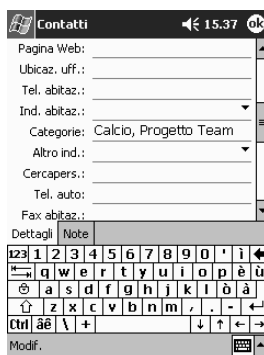 Contatti 15.37 ok
Pagina Web:
Ubicaz. uff.:
Tel. abitaz.:
Ind. abitaz.:
Categorie: Calcio, Progetto Team
Altro ind.:
Cercapers.:
Tel. auto:
Fax abitaz.:
Dettagli Note
123 1 2 3 4 5 6 7 8 9 0 ' ì
q w e r t y u i o p è ù
a s d f g h j k l ò à
z x c v b n m , . -
Ctrl âë \ +
Modif.